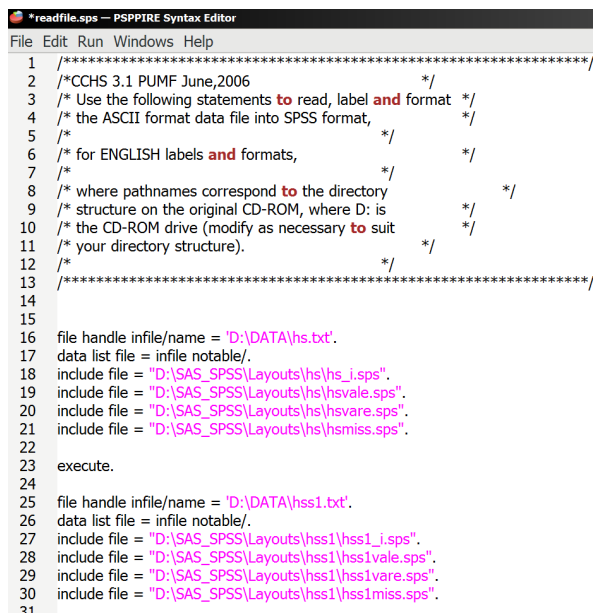 *readfile.sps — PSPPIRE Syntax Editor
File Edit Run Windows Help
1 /****************************************************************/
2 /*CCHS 3.1 PUMF June,2006 */
3 /* Use the following statements to read, label and format */
4 /* the ASCII format data file into SPSS format, */
5 /* */
6 /* for ENGLISH labels and formats, */
7 /* */
8 /* where pathnames correspond to the directory */
9 /* structure on the original CD-ROM, where D: is */
10 /* the CD-ROM drive (modify as necessary to suit */
11 /* your directory structure). */
12 /* */
13 /****************************************************************/
14
15
16 file handle infile/name = 'D:\DATA\hs.txt'.
17 data list file = infile notable/.
18 include file = "D:\SAS_SPSS\Layouts\hs\hs_i.sps".
19 include file = "D:\SAS_SPSS\Layouts\hs\hsvale.sps".
20 include file = "D:\SAS_SPSS\Layouts\hs\hsvare.sps".
21 include file = "D:\SAS_SPSS\Layouts\hs\hsmiss.sps".
22
23 execute.
24
25 file handle infile/name = 'D:\DATA\hss1.txt'.
26 data list file = infile notable/.
27 include file = "D:\SAS_SPSS\Layouts\hss1\hss1_i.sps".
28 include file = "D:\SAS_SPSS\Layouts\hss1\hss1vale.sps".
29 include file = "D:\SAS_SPSS\Layouts\hss1\hss1vare.sps".
30 include file = "D:\SAS_SPSS\Layouts\hss1\hss1miss.sps".
31